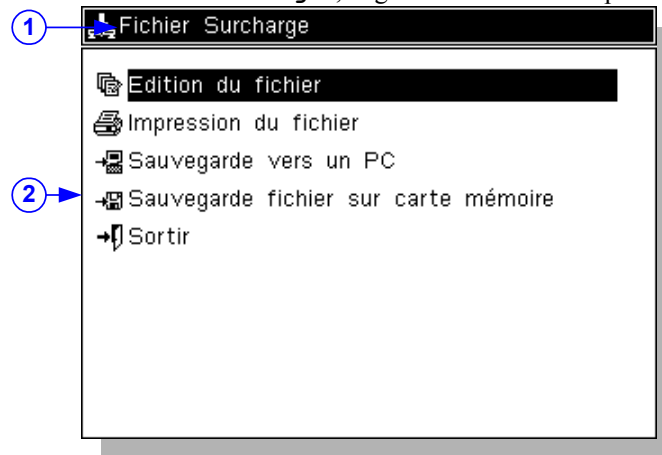 1
Fichier Surcharge
Edition du fichier
Impression du fichier
Sauvegarde vers un PC
2
Sauvegarde fichier sur carte mémoire
Sortir